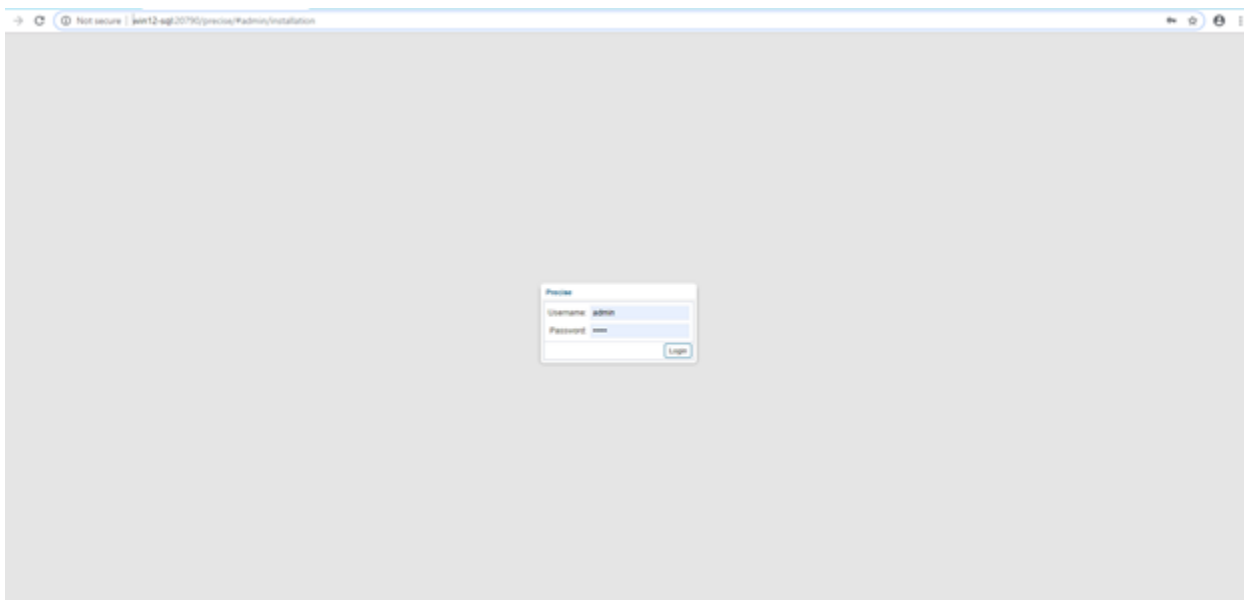 Not secure | win12-sql:20790/precise/#admin/installation
Precise
Username: admin
Password: •••••
Login